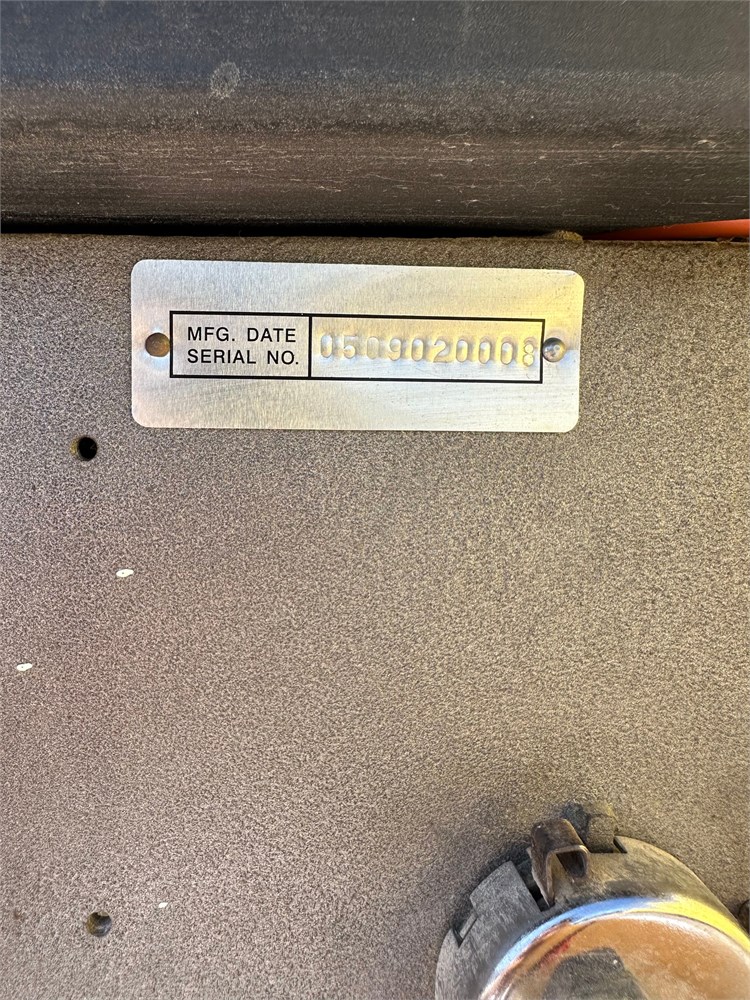 MFG. DATE
SERIAL NO.
0509020008